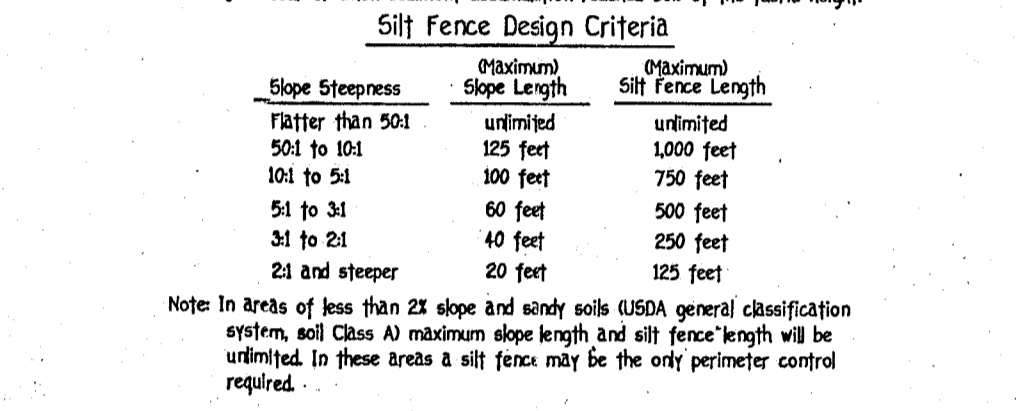 Silt Fence Design Criteria
(Maximum) (Maximum)
Slope Steepness Slope Length Silt Fence Length
Flatter than 50:1 unlimited unlimited
50:1 to 10:1 125 feet 1,000 feet
10:1 to 5:1 100 feet 750 feet
5:1 to 3:1 60 feet 500 feet
3:1 to 2:1 40 feet 250 feet
2:1 and steeper 20 feet 125 feet
Note: In areas of less than 2% slope and sandy soils (USDA general classification
system, soil Class A) maximum slope length and silt fence length will be
unlimited. In these areas a silt fence may be the only perimeter control
required.